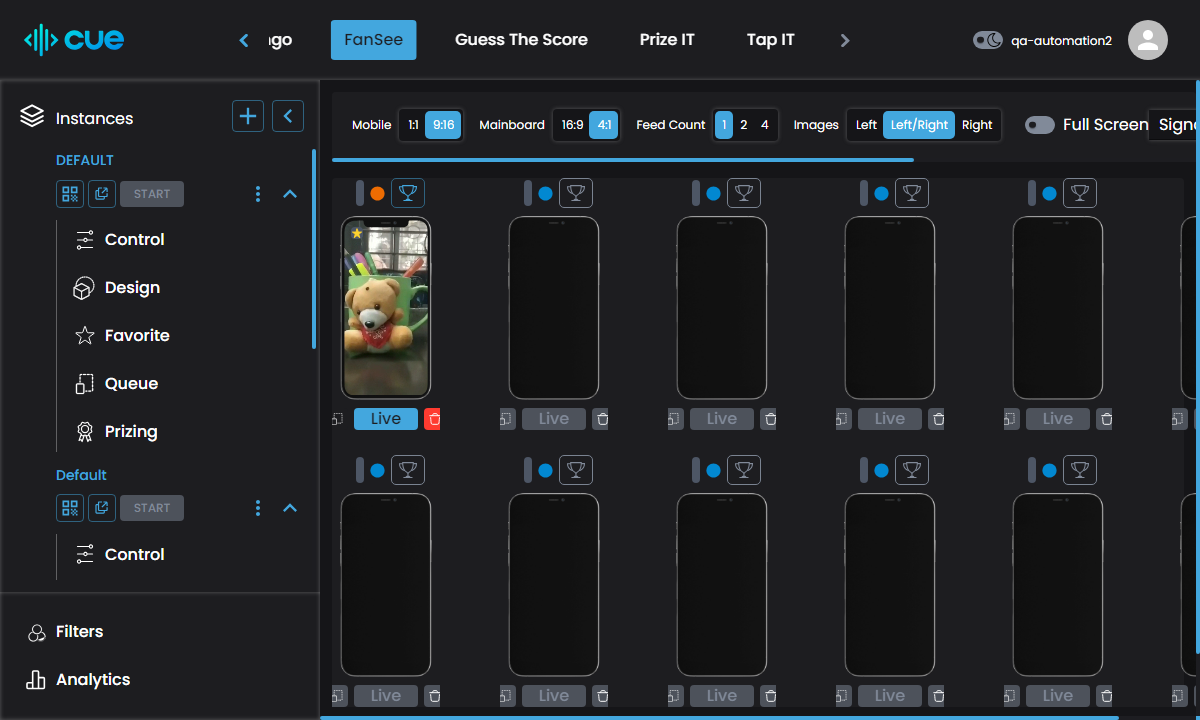 cue
FanSee
Guess The Score
Prize IT
Tap IT
qa-automation2
Instances
DEFAULT
START
Control
Design
Favorite
Queue
Prizing
Default
START
Control
Filters
Analytics
Mobile 1:1 9:16 Mainboard 16:9 4:1 Feed Count 1 2 4 Images Left Left/Right Right Full Screen
Live Live Live Live Live
Live Live Live Live Live